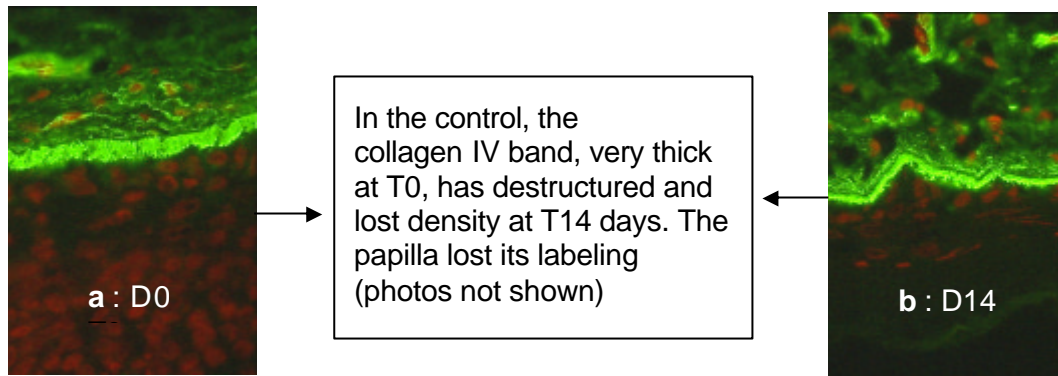 a : D0
In the control, the
collagen IV band, very thick
at T0, has destructured and
lost density at T14 days. The
papilla lost its labeling
(photos not shown)
b : D14